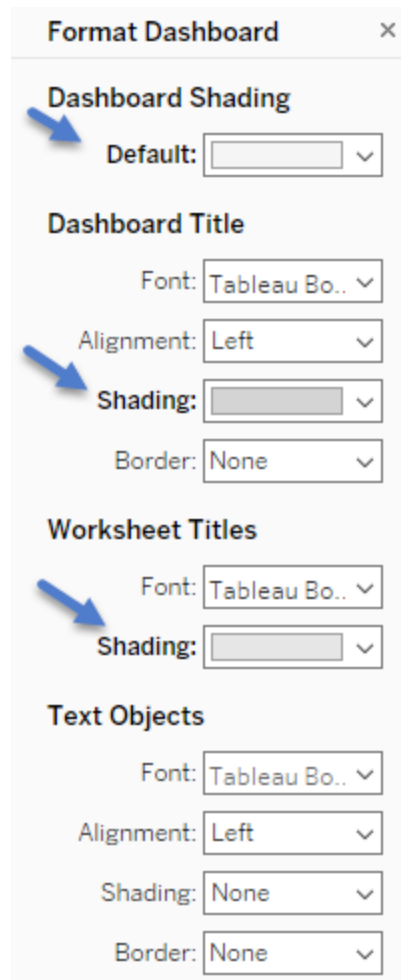 Format Dashboard ×
Dashboard Shading
Default:
Dashboard Title
Font: Tableau Bo..
Alignment: Left
Shading:
Border: None
Worksheet Titles
Font: Tableau Bo..
Shading:
Text Objects
Font: Tableau Bo..
Alignment: Left
Shading: None
Border: None